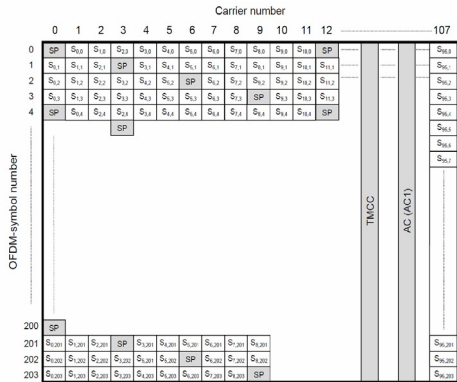 Carrier number
0 1 2 3 4 5 6 7 8 9 10 11 12 107
OFDM-symbol number
0 SP S0,0 S1,0 S2,0 S3,0 S4,0 S5,0 S6,0 S7,0 S8,0 S9,0 S10,0 SP S95,0
1 S0,1 S1,1 S2,1 SP S3,1 S4,1 S5,1 S6,1 S7,1 S8,1 S9,1 S10,1 S11,1 S95,1
2 S0,2 S1,2 S2,2 S3,2 S4,2 S5,2 SP S6,2 S7,2 S8,2 S9,2 S10,2 S11,2 S95,2
3 S0,3 S1,3 S2,3 S3,3 S4,3 S5,3 S6,3 S7,3 S8,3 SP S9,3 S10,3 S11,3 S95,3
4 SP S0,4 S1,4 S2,4 S3,4 S4,4 S5,4 S6,4 S7,4 S8,4 S9,4 S10,4 SP S95,4
SP S95,5
S95,6
S95,7
TMCC
AC (AC1)
200 SP
201 S0,201 S1,201 S2,201 SP S3,201 S4,201 S5,201 S6,201 S7,201 S8,201 S95,201
202 S0,202 S1,202 S2,202 S3,202 S4,202 S5,202 SP S6,202 S7,202 S8,202 S95,202
203 S0,203 S1,203 S2,203 S3,203 S4,203 S5,203 S6,203 S7,203 S8,203 SP S95,203